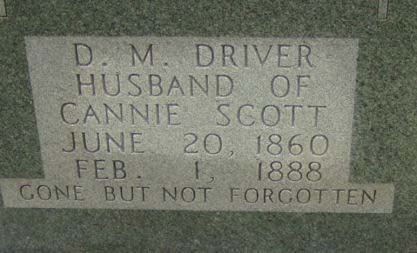 D. M. DRIVER
HUSBAND OF
CANNIE SCOTT
JUNE 20, 1860
FEB. 1, 1888
GONE BUT NOT FORGOTTEN